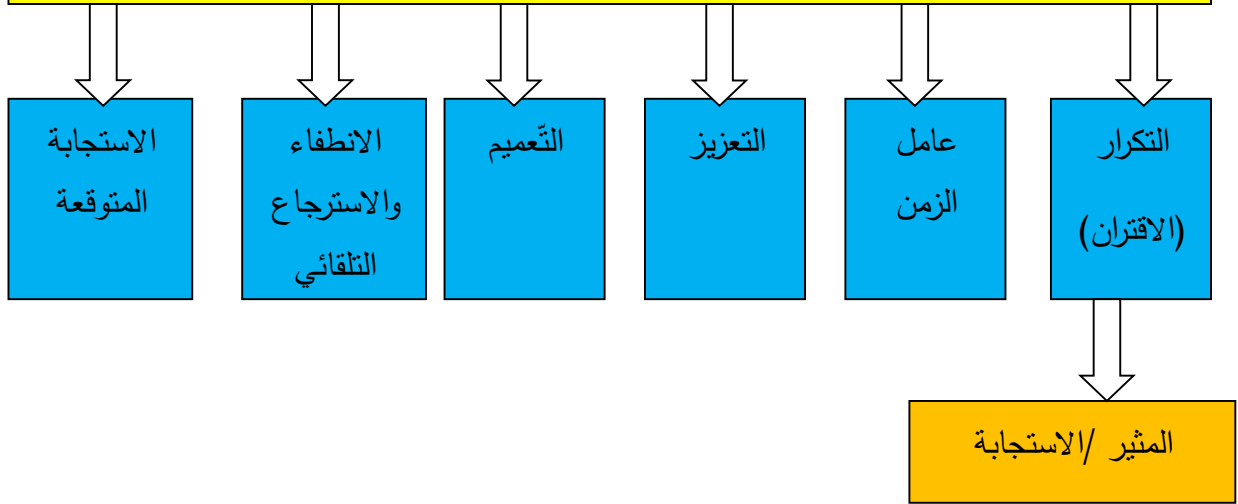 التكرار
(الاقتران)
عامل
الزمن
التعزيز
التّعميم
الانطفاء
والاسترجاع
التلقائي
الاستجابة
المتوقعة
المثير /الاستجابة